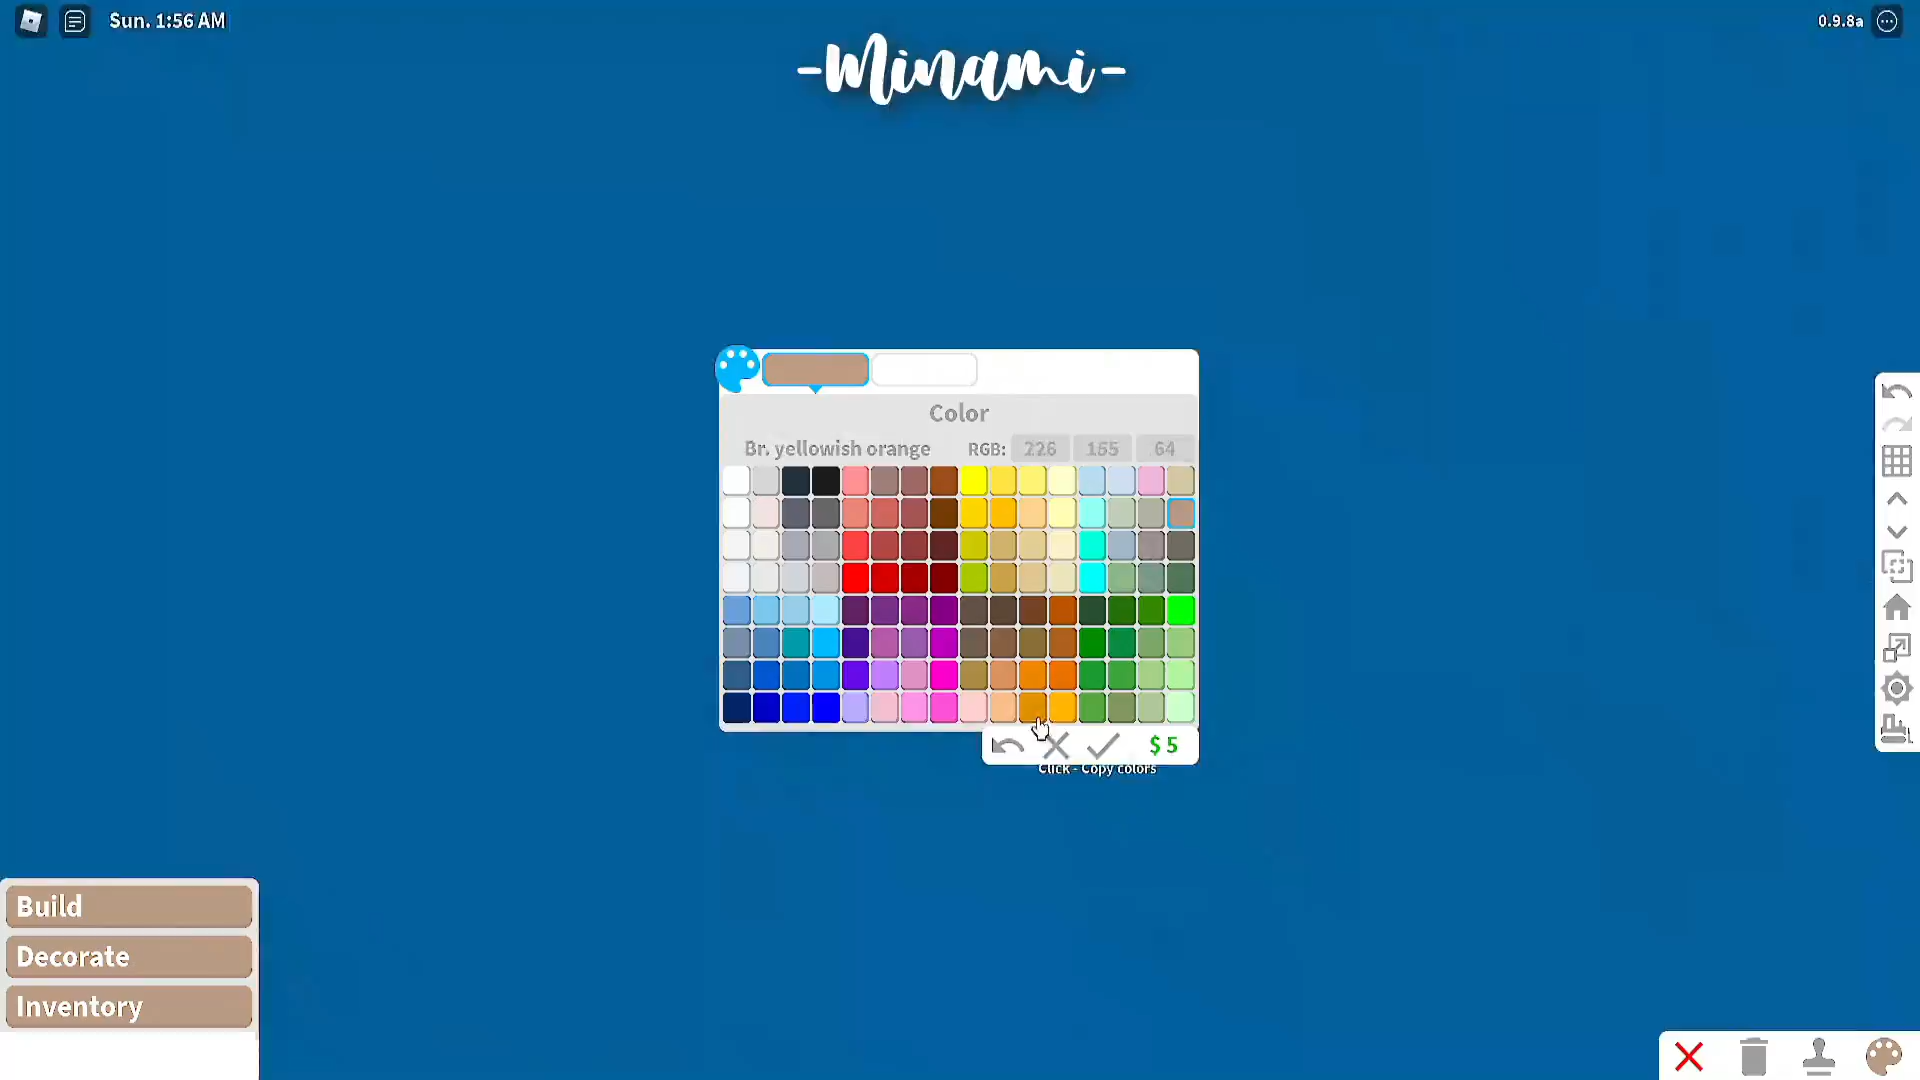 Sun. 1:56 AM
0.9.8a
-Minami-
Color
Br. yellowish orange RGB: 226 155 64
$5
Click - Copy colors
Build
Decorate
Inventory